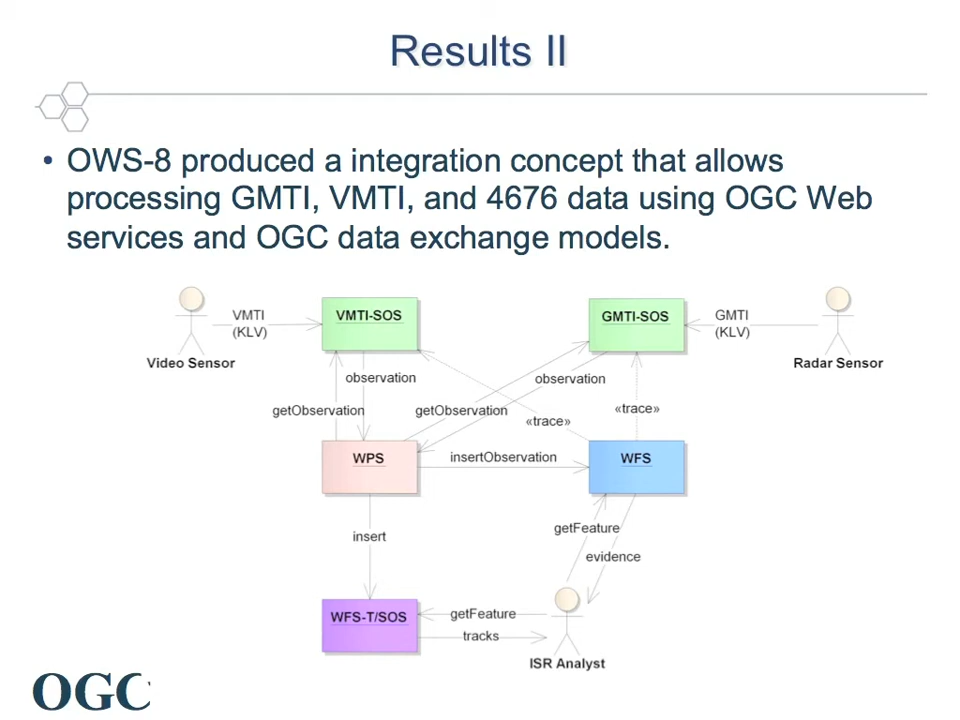 Results II
• OWS-8 produced a integration concept that allows
processing GMTI, VMTI, and 4676 data using OGC Web
services and OGC data exchange models.
VMTI
(KLV)
VMTI-SOS
GMTI-SOS
GMTI
(KLV)
Video Sensor
Radar Sensor
observation
observation
getObservation
getObservation
«trace»
«trace»
WPS
insertObservation
WFS
insert
getFeature
evidence
WFS-T/SOS
getFeature
tracks
ISR Analyst
OGC